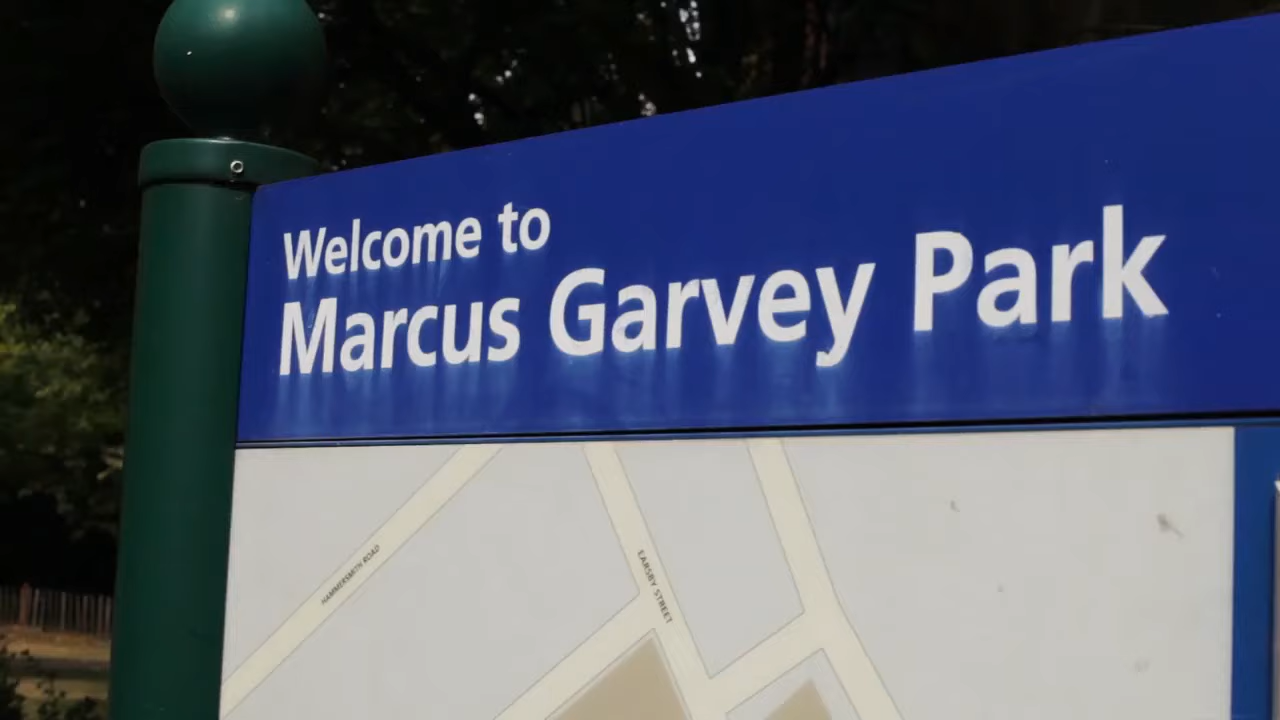 Welcome to
Marcus Garvey Park
HAMMERSMITH ROAD
EARSBY STREET